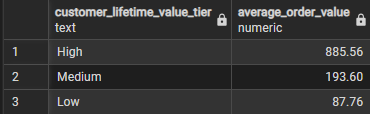 customer_lifetime_value_tier average_order_value
text numeric
1 High 885.56
2 Medium 193.60
3 Low 87.76